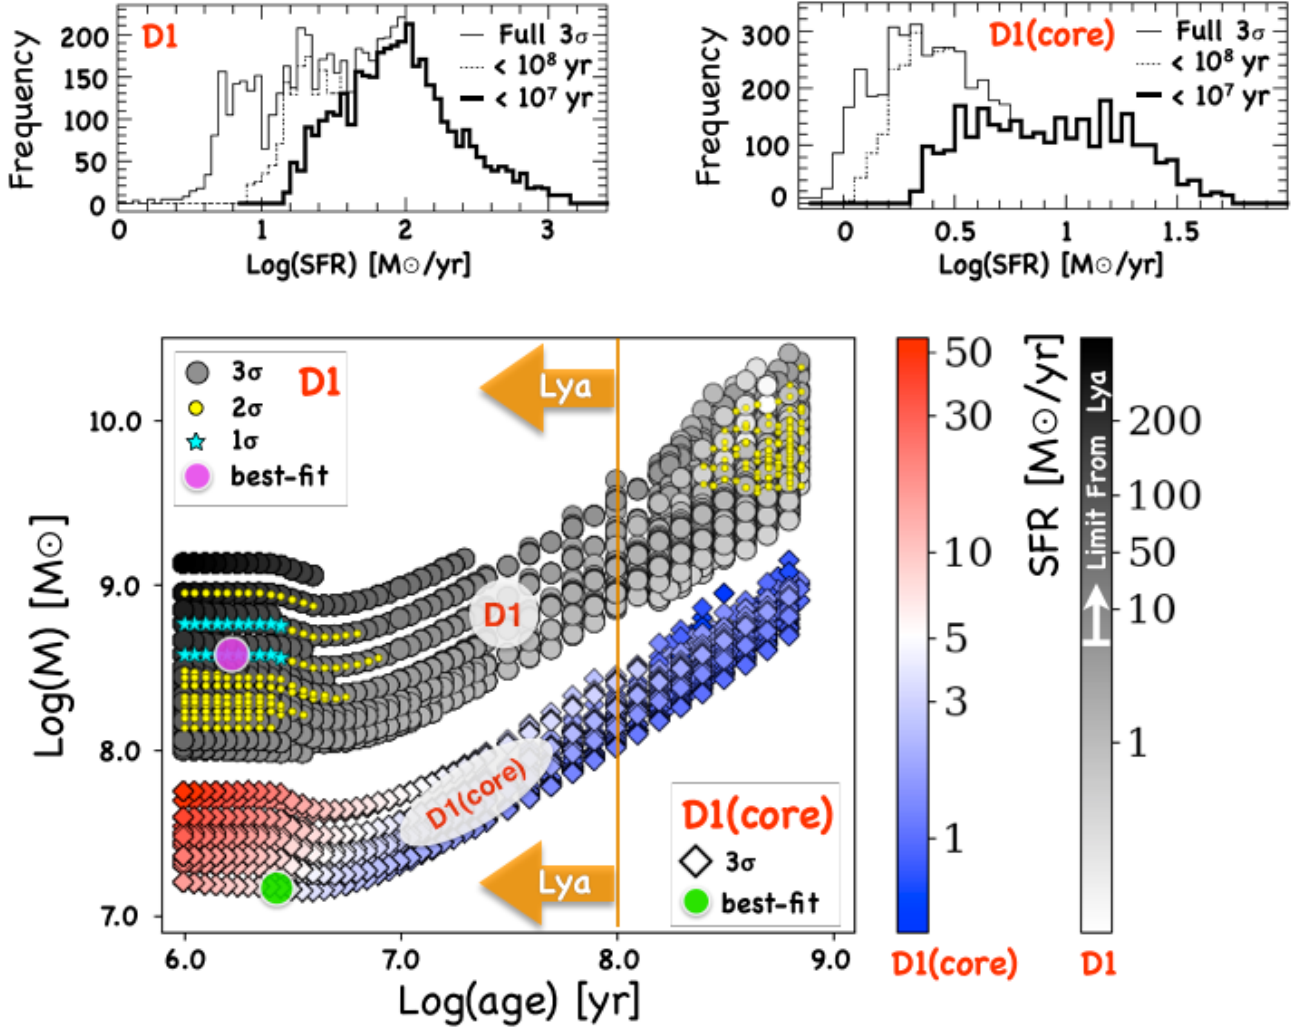 D1
Full 3σ
< 10⁸ yr
< 10⁷ yr
Frequency
200
150
100
50
0
0 1 2 3
Log(SFR) [M⊙/yr]
D1(core)
Full 3σ
< 10⁸ yr
< 10⁷ yr
Frequency
300
200
100
0
0 0.5 1 1.5
Log(SFR) [M⊙/yr]
3σ
2σ
1σ
best-fit
D1
Lya
D1
D1(core)
Lya
D1(core)
3σ
best-fit
10.0
9.0
8.0
7.0
Log(M) [M⊙]
6.0 7.0 8.0 9.0
Log(age) [yr]
50
30
10
5
3
1
D1(core)
SFR [M⊙/yr]
Limit From Lya
200
100
50
10
1
D1